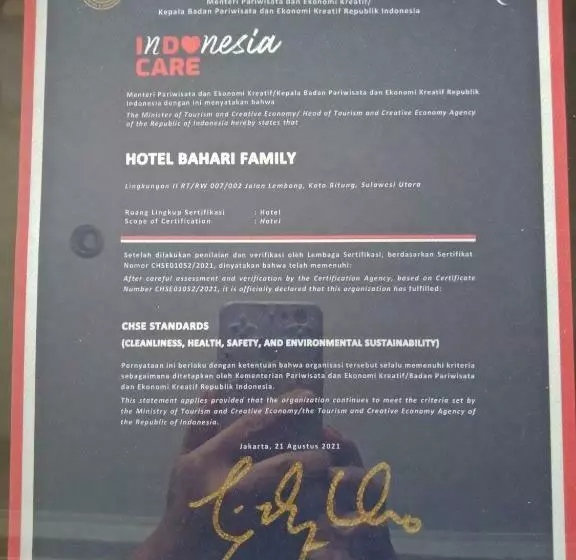 Menteri Pariwisata dan Ekonomi Kreatif/
Kepala Badan Pariwisata dan Ekonomi Kreatif Republik Indonesia
INDONesia
CARE
Menteri Pariwisata dan Ekonomi Kreatif/Kepala Badan Pariwisata dan Ekonomi Kreatif Republik
Indonesia dengan ini menyatakan bahwa
The Minister of Tourism and Creative Economy/ Head of Tourism and Creative Economy Agency
of the Republic of Indonesia hereby states that
HOTEL BAHARI FAMILY
Lingkungan II RT/RW 007/002 Jalan Lembang, Kota Bitung, Sulawesi Utara
Ruang Lingkup Sertifikasi : Hotel
Scope of Certification : Hotel
Setelah dilakukan penilaian dan verifikasi oleh Lembaga Sertifikasi, berdasarkan Sertifikat
Nomor CHSE01052/2021, dinyatakan bahwa telah memenuhi:
After careful assessment and verification by the Certification Agency, based on Certificate
Number CHSE01052/2021, it is officially declared that this organization has fulfilled:
CHSE STANDARDS
(CLEANLINESS, HEALTH, SAFETY, AND ENVIRONMENTAL SUSTAINABILITY)
Pernyataan ini berlaku dengan ketentuan bahwa organisasi tersebut selalu memenuhi kriteria
sebagaimana ditetapkan oleh Kementerian Pariwisata dan Ekonomi Kreatif/Badan Pariwisata
dan Ekonomi Kreatif Republik Indonesia.
This statement applies provided that the organization continues to meet the criteria set by
the Ministry of Tourism and Creative Economy/the Tourism and Creative Economy Agency of
the Republic of Indonesia.
Jakarta, 21 Agustus 2021